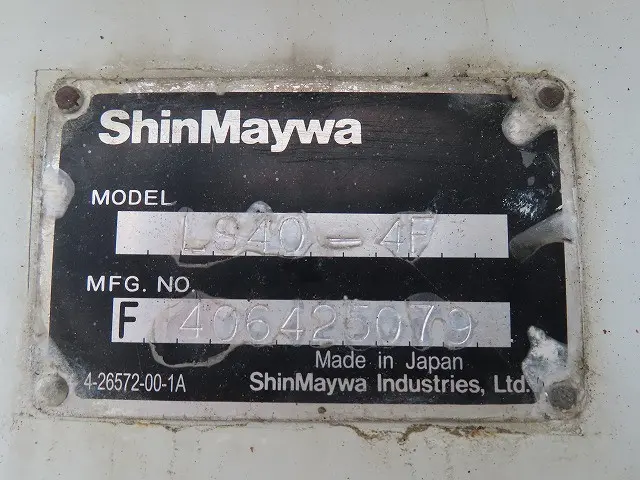 ShinMaywa
MODEL
LS40-4F
MFG. NO.
F 406425079
Made in Japan
4-26572-00-1A
ShinMaywa Industries, Ltd.